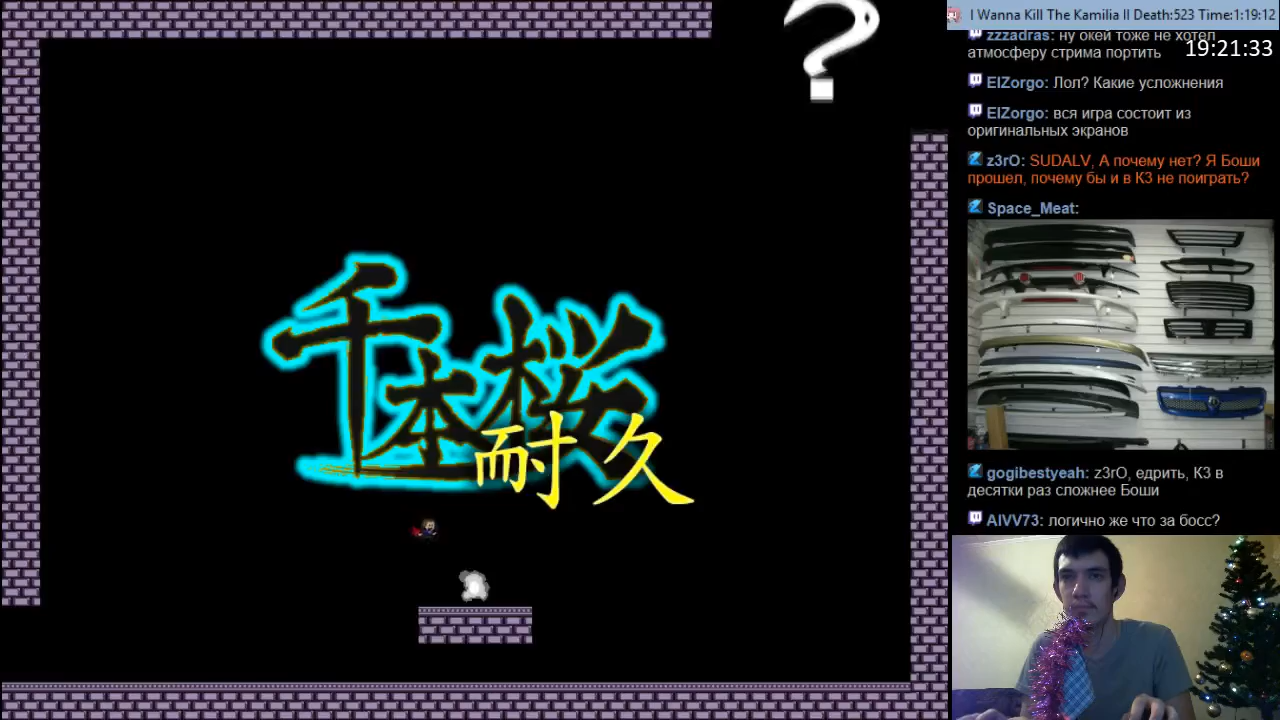 I Wanna Kill The Kamilia II Death:523 Time:1:19:12
zzzadras: ну окей тоже не хотел
атмосферу стрима портить
19:21:33
ElZorgo: Лол? Какие усложнения
ElZorgo: вся игра состоит из
оригинальных экранов
z3rO: SUDALV, А почему нет? Я Боши
прошел, почему бы и в К3 не поиграть?
Space_Meat:
gogibestyeah: z3rO, едрить, К3 в
десятки раз сложнее Боши
AIVV73: логично же что за босс?
?
千本桜
耐久